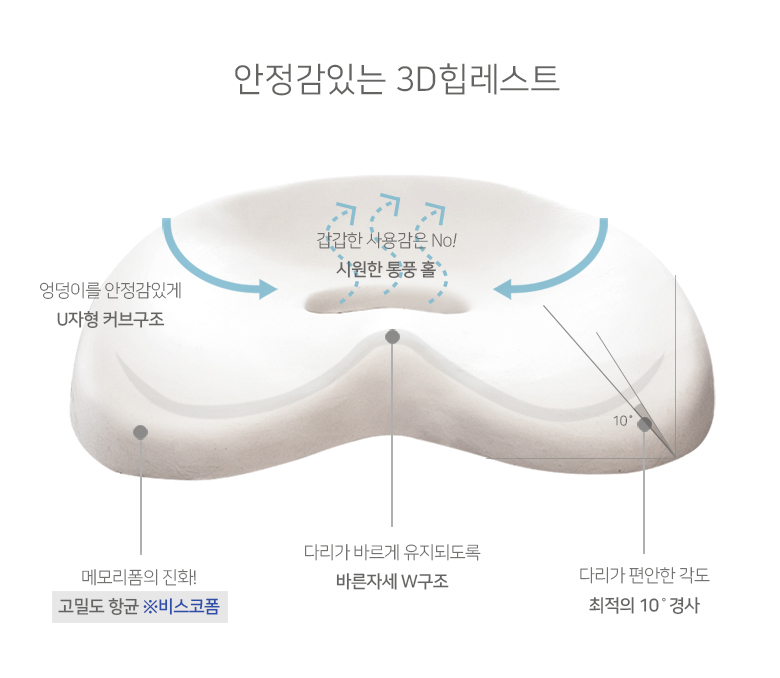 안정감있는 3D힙레스트
갑갑한 사용감은 No!
시원한 통풍 홀
엉덩이를 안정감있게
U자형 커브구조
10°
다리가 바르게 유지되도록
바른자세 W구조
메모리폼의 진화!
고밀도 항균 ※비스코폼
다리가 편안한 각도
최적의 10˚경사